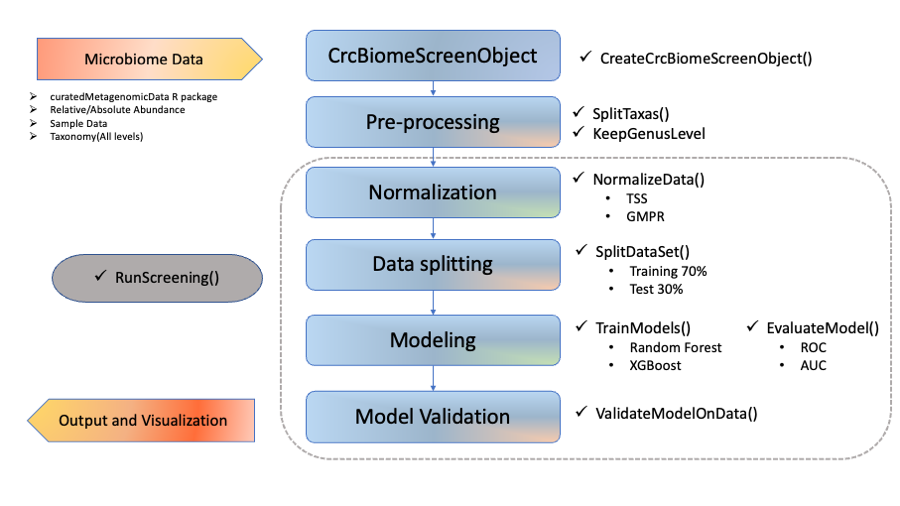 Microbiome Data
➢ curatedMetagenomicData R package
➢ Relative/Absolute Abundance
➢ Sample Data
➢ Taxonomy(All levels)
CrcBiomeScreenObject
✓ CreateCrcBiomeScreenObject()
Pre-processing
✓ SplitTaxas()
✓ KeepGenusLevel
Normalization
✓ NormalizeData()
• TSS
• GMPR
✓ RunScreening()
Data splitting
✓ SplitDataSet()
• Training 70%
• Test 30%
Modeling
✓ TrainModels()
• Random Forest
• XGBoost
✓ EvaluateModel()
• ROC
• AUC
Output and Visualization
Model Validation
✓ ValidateModelOnData()